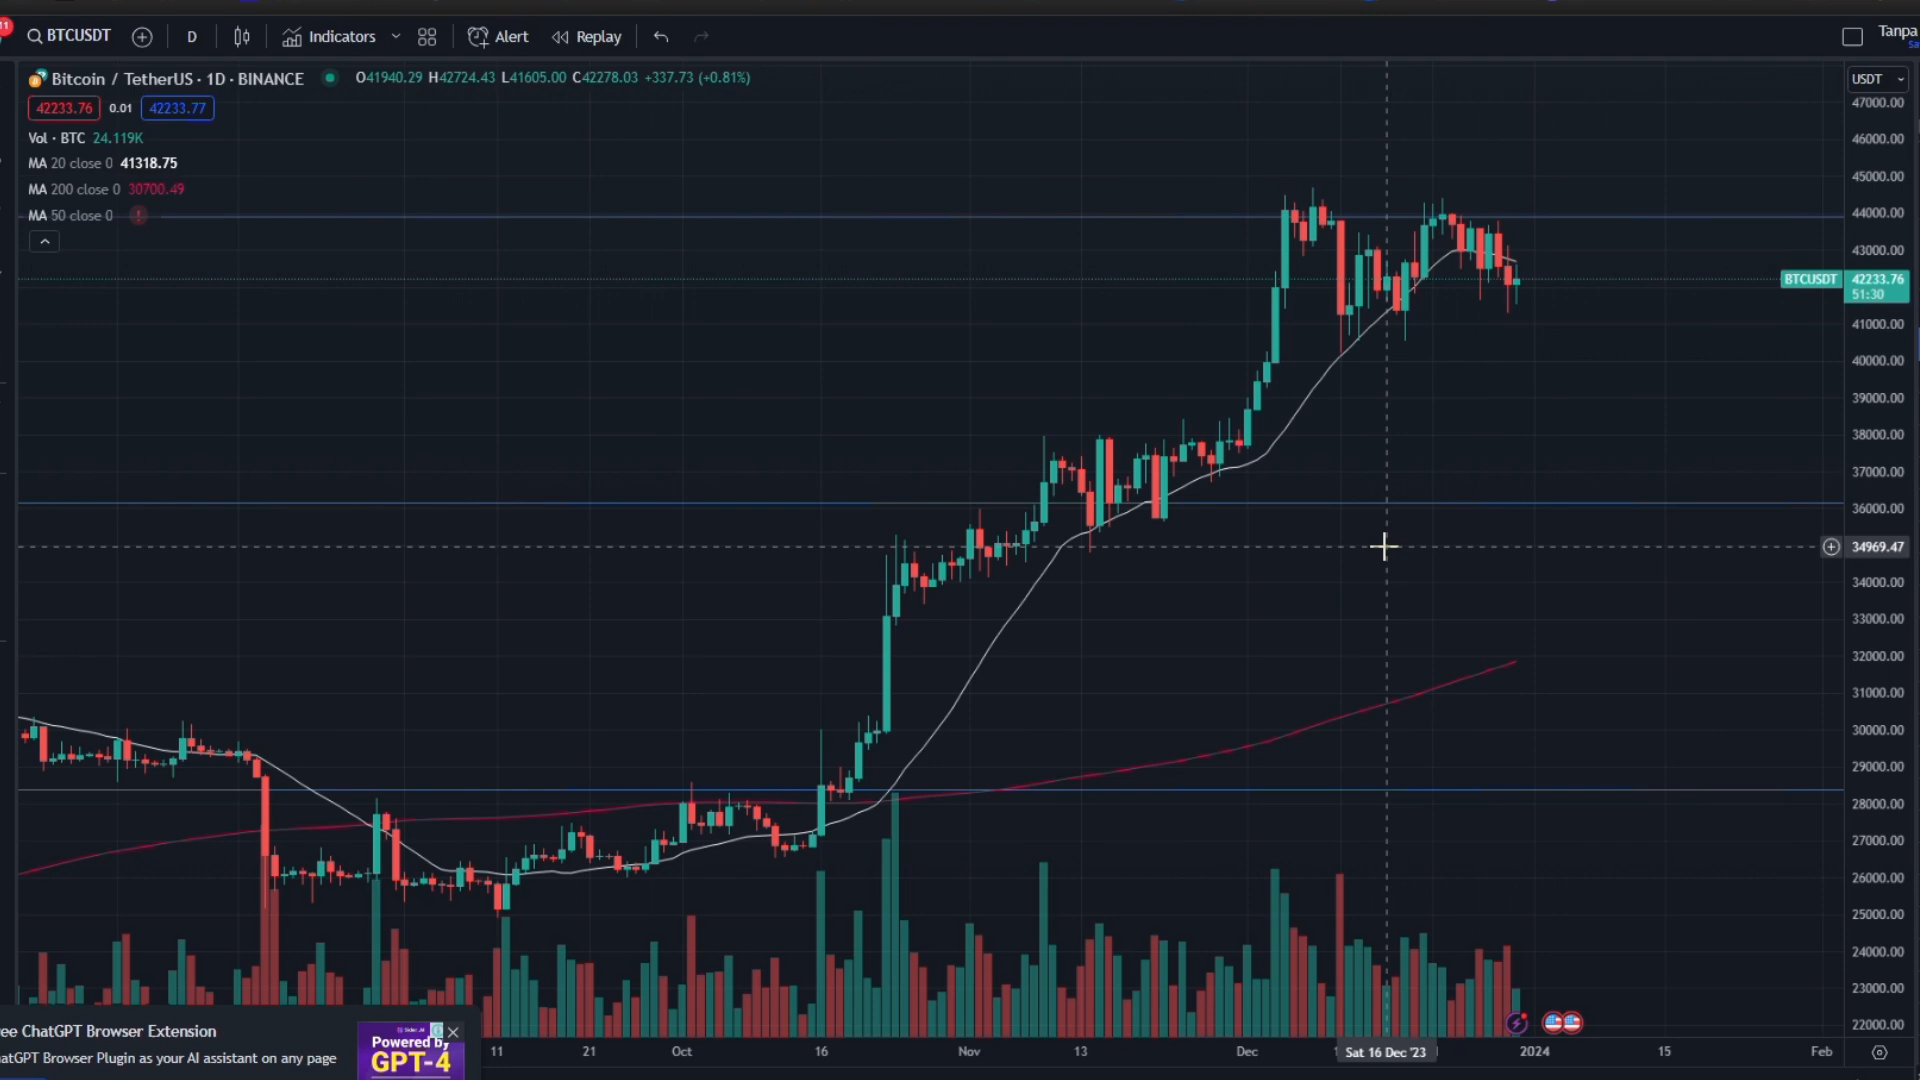 11
BTCUSDT
D
Indicators
Alert
Replay
Tanpa
Bitcoin / TetherUS · 1D · BINANCE
O41940.29 H42724.43 L41605.00 C42278.03 +337.73 (+0.81%)
USDT
42233.76 0.01 42233.77
Vol · BTC 24.119K
MA 20 close 0 41318.75
MA 200 close 0 30700.49
MA 50 close 0 !
47000.00
46000.00
45000.00
44000.00
43000.00
BTCUSDT 42233.76
51:30
41000.00
40000.00
39000.00
38000.00
37000.00
36000.00
34969.47
34000.00
33000.00
32000.00
31000.00
30000.00
29000.00
28000.00
27000.00
26000.00
25000.00
24000.00
23000.00
22000.00
11
21
Oct
16
Nov
13
Dec
Sat 16 Dec '23
2024
15
Feb
ee ChatGPT Browser Extension
atGPT Browser Plugin as your AI assistant on any page
Powered by
GPT-4